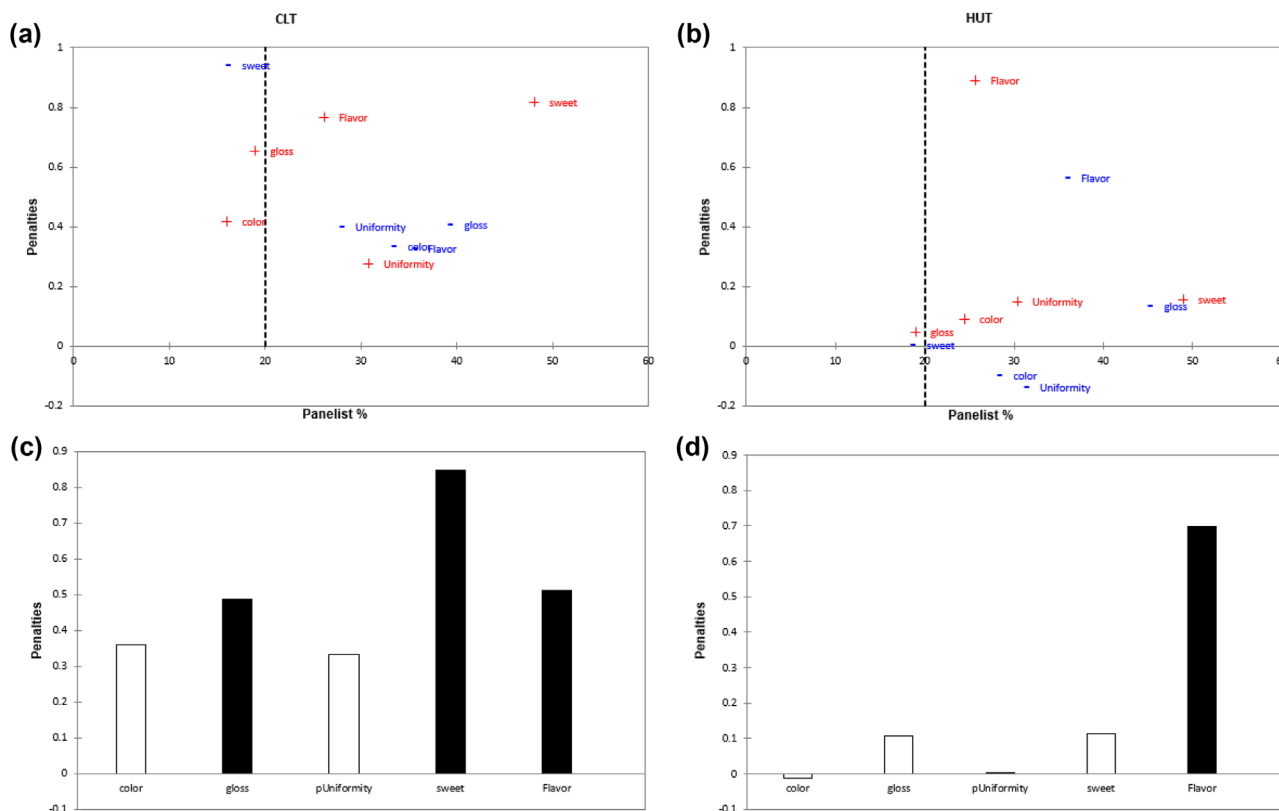 CLT
(a)
1
0.8
0.6
0.4
0.2
0
-0.2
Penalties
sweet
sweet
Flavor
gloss
color
Uniformity
gloss
color
Flavor
Uniformity
10
20
30
40
50
60
Panelist %
HUT
(b)
1
0.8
0.6
0.4
0.2
0
-0.2
Penalties
Flavor
Flavor
Uniformity
sweet
gloss
color
gloss
sweet
color
Uniformity
10
20
30
40
50
60
Panelist %
(c)
0.9
0.8
0.7
0.6
0.5
0.4
0.3
0.2
0.1
0
-0.1
Penalties
color
gloss
pUniformity
sweet
Flavor
(d)
0.9
0.8
0.7
0.6
0.5
0.4
0.3
0.2
0.1
0
-0.1
Penalties
color
gloss
pUniformity
sweet
Flavor